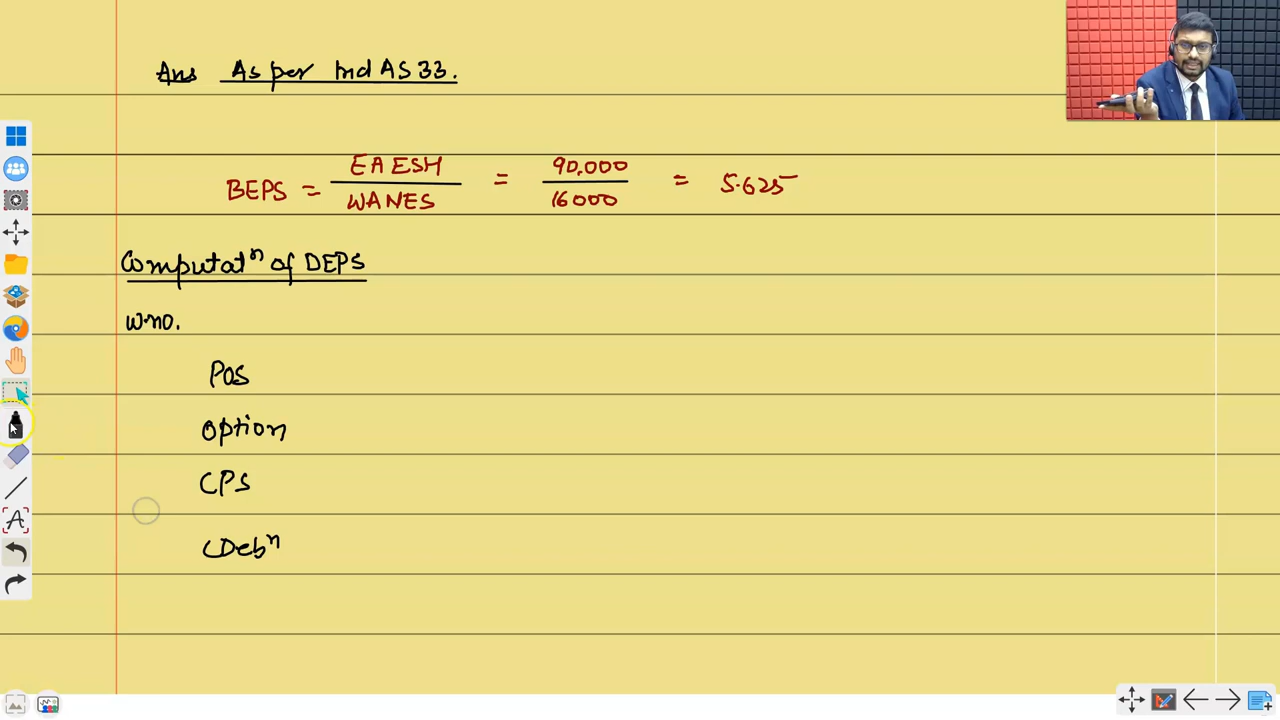 Ans As per Ind AS 33.
BEPS = EAESH / WANES = 90,000 / 16000 = 5.625
Computatⁿ of DEPS
W.no.
POS
Option
CPS
CDebⁿ